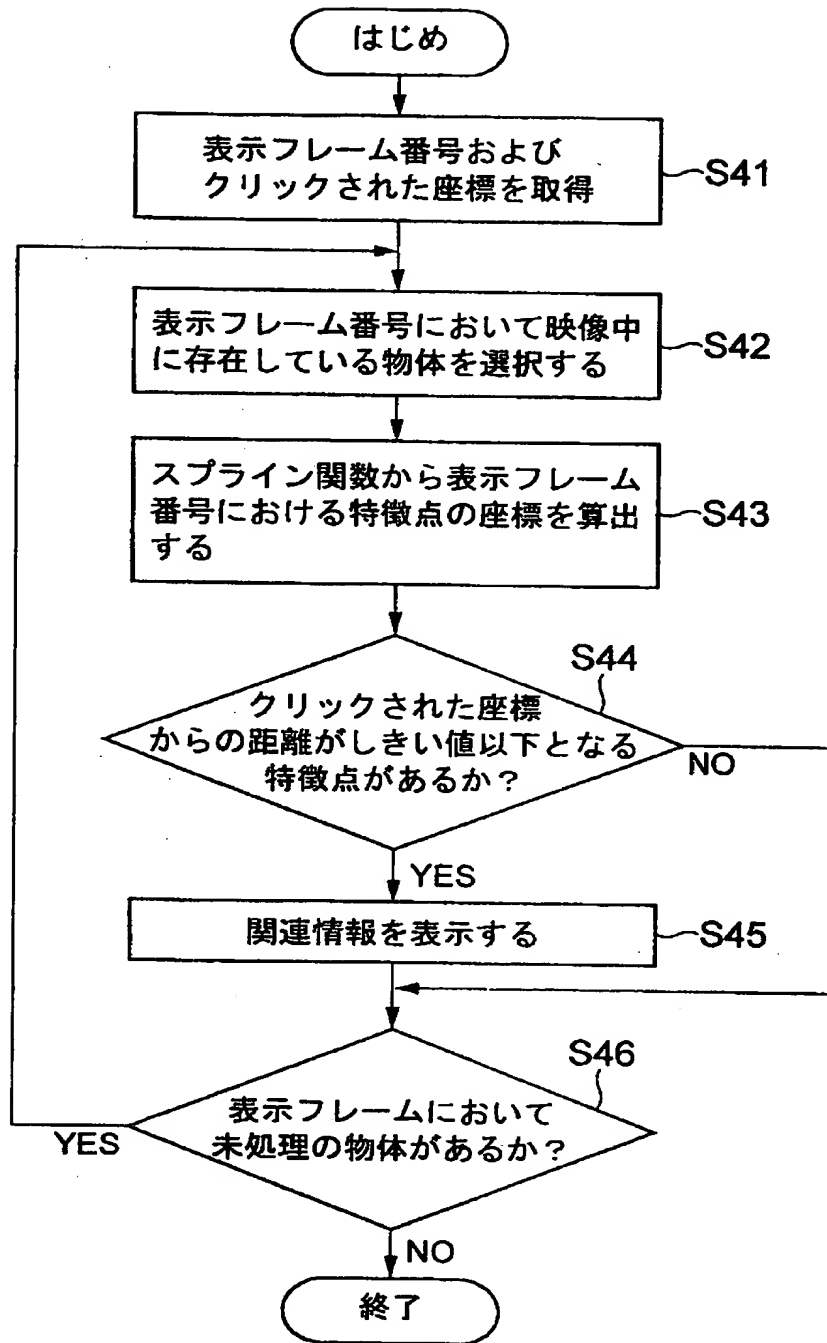 はじめ
表示フレーム番号および
クリックされた座標を取得
S41
表示フレーム番号において映像中
に存在している物体を選択する
S42
スプライン関数から表示フレーム
番号における特徴点の座標を算出
する
S43
S44
クリックされた座標
からの距離がしきい値以下となる
特徴点があるか?
NO
YES
関連情報を表示する
S45
S46
表示フレームにおいて
未処理の物体があるか?
YES
NO
終了